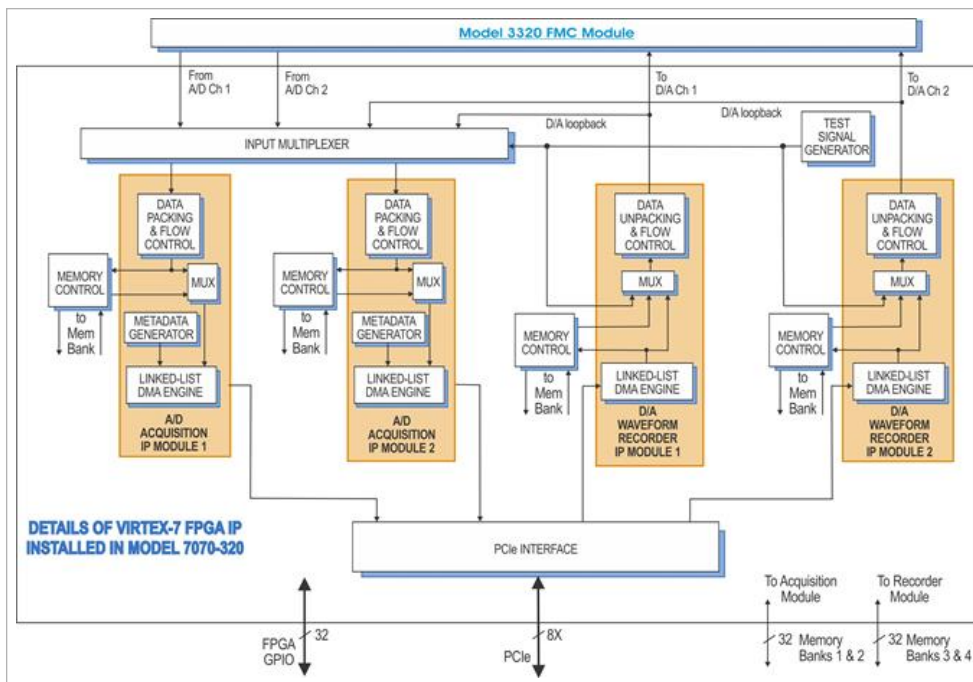 Model 3320 FMC Module
From
A/D Ch 1
From
A/D Ch 2
To
D/A Ch 1
To
D/A Ch 2
D/A loopback
D/A loopback
INPUT MULTIPLEXER
TEST
SIGNAL
GENERATOR
DATA
PACKING
& FLOW
CONTROL
MEMORY
CONTROL
MUX
to
Mem
Bank
METADATA
GENERATOR
LINKED-LIST
DMA ENGINE
A/D
ACQUISITION
IP MODULE 1
DATA
PACKING
& FLOW
CONTROL
MEMORY
CONTROL
MUX
to
Mem
Bank
METADATA
GENERATOR
LINKED-LIST
DMA ENGINE
A/D
ACQUISITION
IP MODULE 2
DATA
UNPACKING
& FLOW
CONTROL
MUX
MEMORY
CONTROL
to
Mem
Bank
LINKED-LIST
DMA ENGINE
D/A
WAVEFORM
RECORDER
IP MODULE 1
DATA
UNPACKING
& FLOW
CONTROL
MUX
MEMORY
CONTROL
to
Mem
Bank
LINKED-LIST
DMA ENGINE
D/A
WAVEFORM
RECORDER
IP MODULE 2
DETAILS OF VIRTEX-7 FPGA IP
INSTALLED IN MODEL 7070-320
PCIe INTERFACE
32
FPGA
GPIO
8X
PCIe
To Acquisition
Module
32 Memory
Banks 1 & 2
To Recorder
Module
32 Memory
Banks 3 & 4